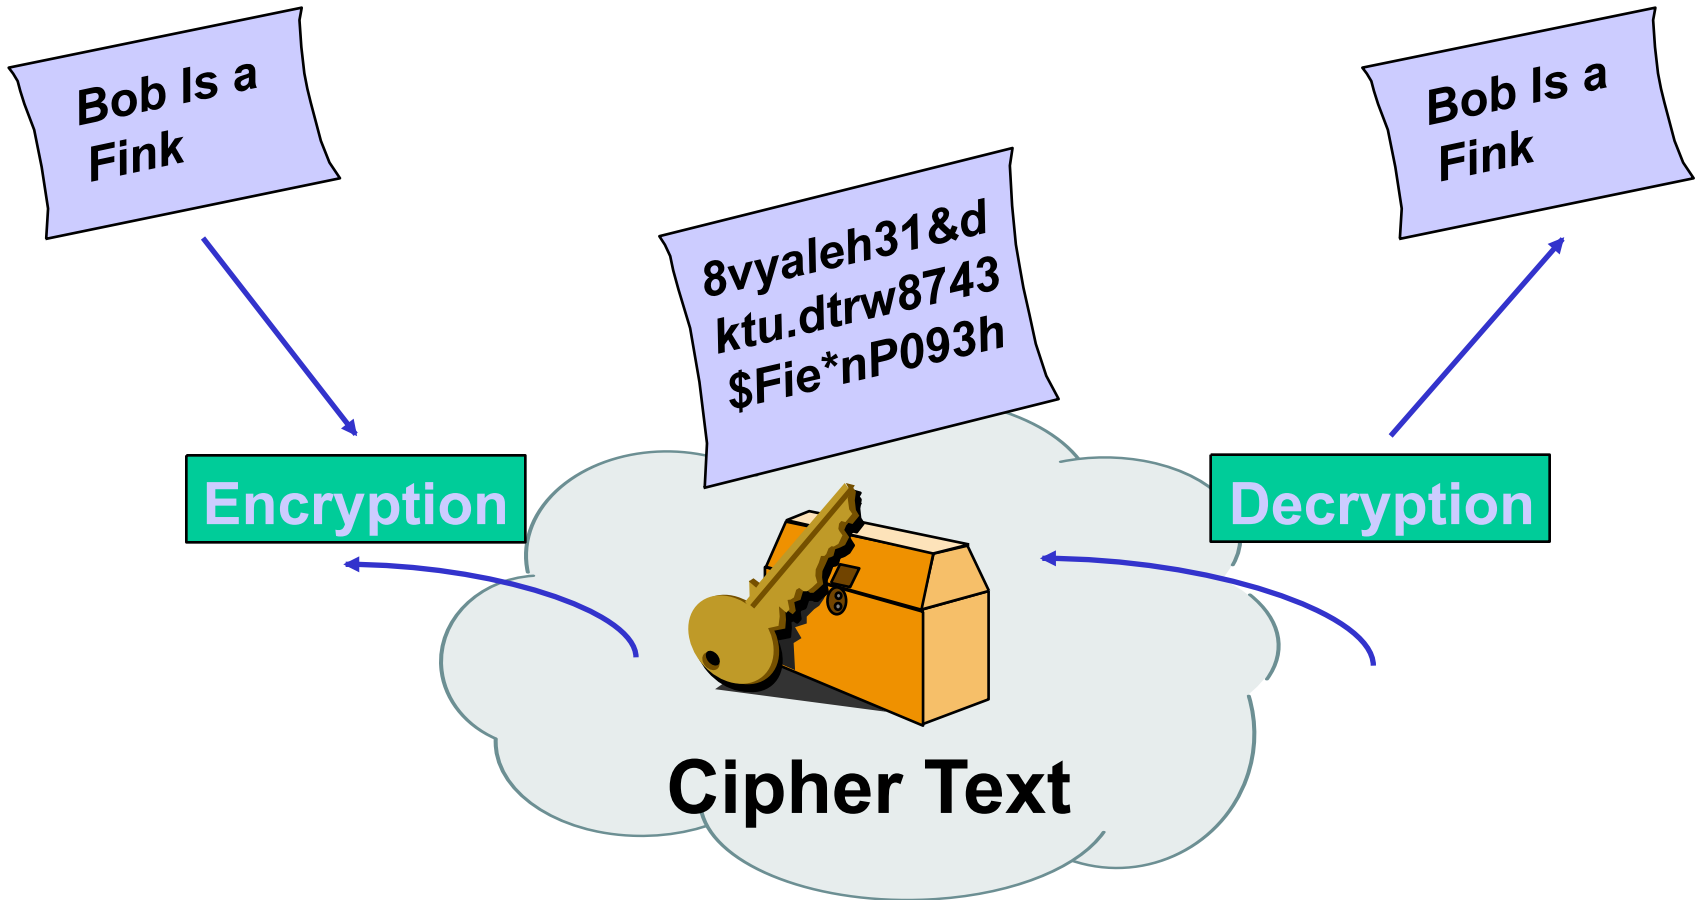 Bob Is a
Fink
Bob Is a
Fink
8vyaleh31&d
ktu.dtrw8743
$Fie*nP093h
Encryption
Decryption
Cipher Text